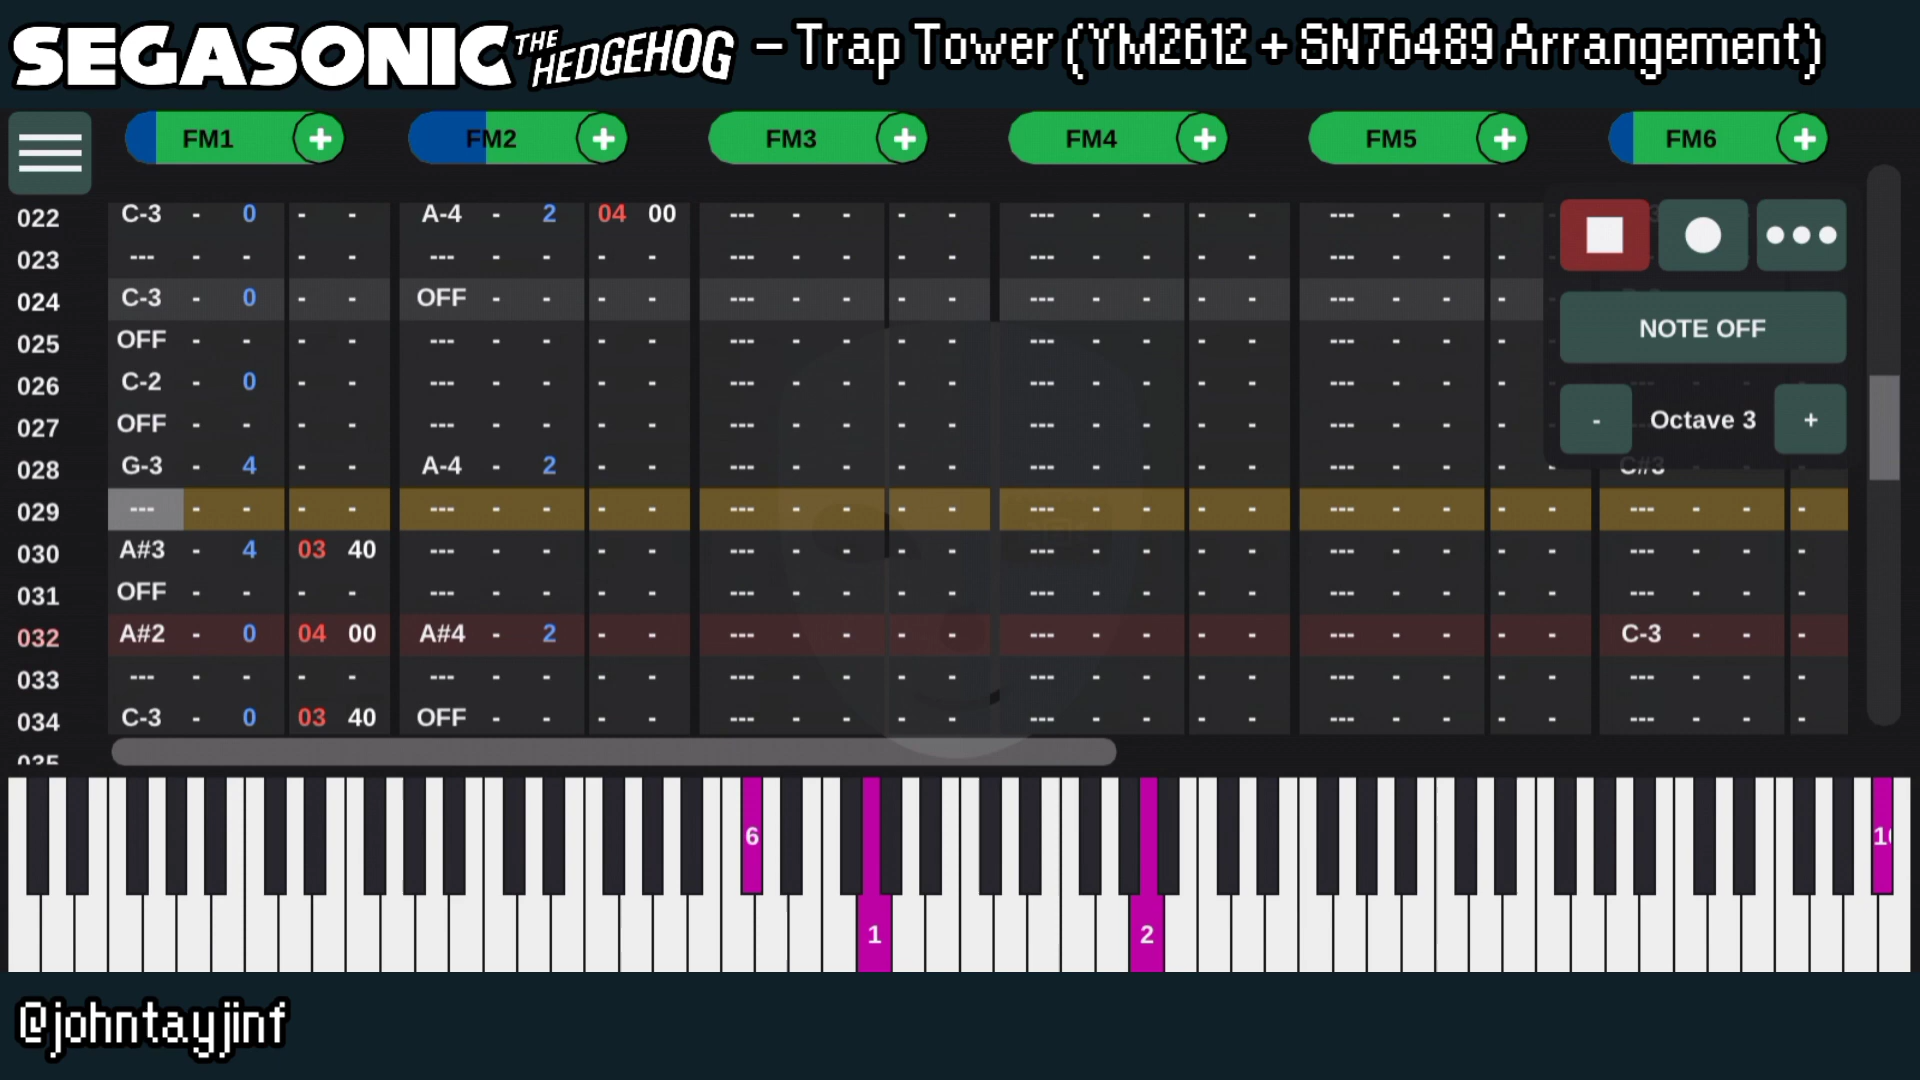 SEGASONIC THE HEDGEHOG – Trap Tower (YM2612 + SN76489 Arrangement)
FM1 + FM2 + FM3 + FM4 + FM5 + FM6 +
022 C-3 - 0 - - A-4 - 2 04 00 --- - - - - --- - - - - --- - - -
023 --- - - - - --- - - - - --- - - - - --- - - - - --- - - -
024 C-3 - 0 - - OFF - - - - --- - - - - --- - - - - --- - - -
NOTE OFF
025 OFF - - - - --- - - - - --- - - - - --- - - - - --- - - -
026 C-2 - 0 - - --- - - - - --- - - - - --- - - - - --- - - -
- Octave 3 +
027 OFF - - - - --- - - - - --- - - - - --- - - - - --- - - -
028 G-3 - 4 - - A-4 - 2 - - --- - - - - --- - - - - --- - - - - C#3
029 --- - - - - --- - - - - --- - - - - --- - - - - --- - - - - --- - - -
030 A#3 - 4 03 40 --- - - - - --- - - - - --- - - - - --- - - - - --- - - -
031 OFF - - - - --- - - - - --- - - - - --- - - - - --- - - - - --- - - -
032 A#2 - 0 04 00 A#4 - 2 - - --- - - - - --- - - - - --- - - - - C-3 - - -
033 --- - - - - --- - - - - --- - - - - --- - - - - --- - - - - --- - - -
034 C-3 - 0 03 40 OFF - - - - --- - - - - --- - - - - --- - - - - --- - - -
035
6
1 2
@johntayjinf